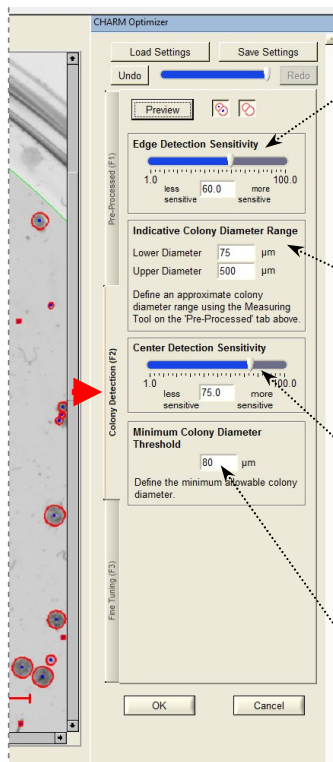 CHARM Optimizer
Load Settings Save Settings
Undo Redo
Pre-Processed (F1)
Preview
Edge Detection Sensitivity
1.0 100.0
less 60.0 more
sensitive sensitive
Indicative Colony Diameter Range
Lower Diameter 75 µm
Upper Diameter 500 µm
Define an approximate colony
diameter range using the Measuring
Tool on the 'Pre-Processed' tab above.
Colony Detection (F2)
Center Detection Sensitivity
1.0 100.0
less 75.0 more
sensitive sensitive
Minimum Colony Diameter
Threshold
80 µm
Define the minimum allowable colony
diameter.
Fine Tuning (F3)
OK Cancel